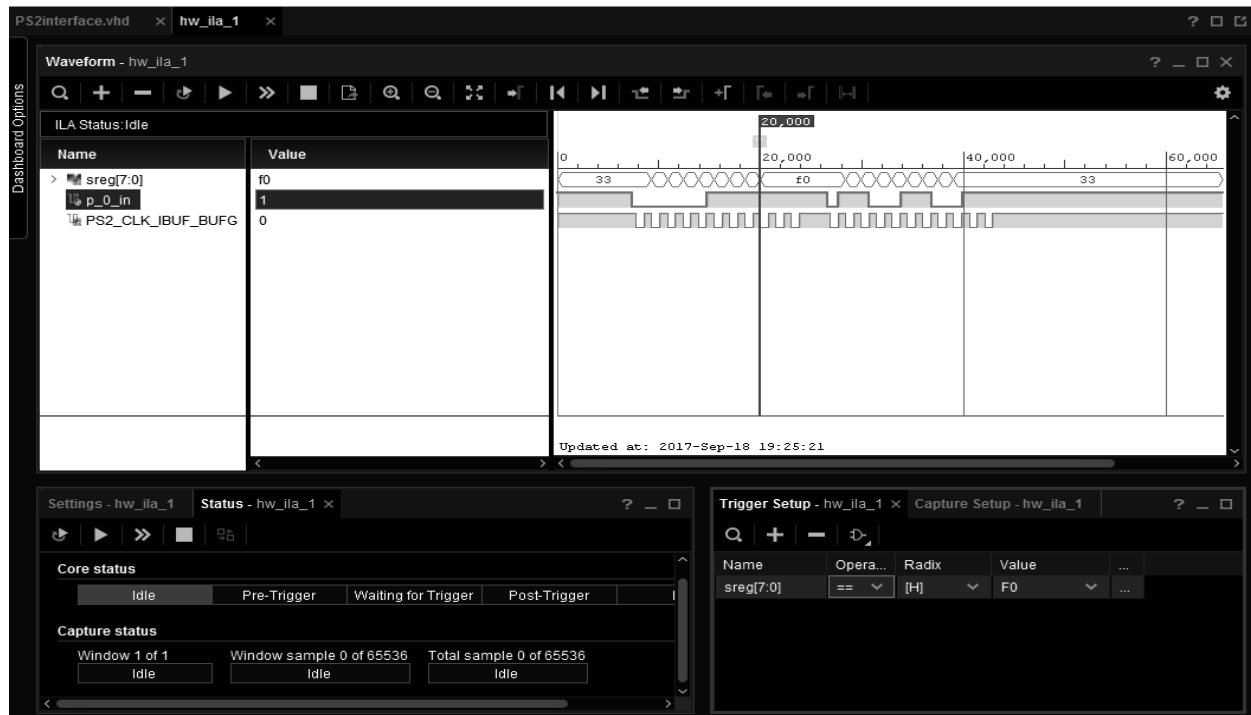 PS2interface.vhd × hw_ila_1 ×
Dashboard Options
Waveform - hw_ila_1
ILA Status:Idle
Name Value
sreg[7:0] f0
p_0_in 1
PS2_CLK_IBUF_BUFG 0
20,000
0 20,000 40,000 60,000
33 f0 33
Updated at: 2017-Sep-18 19:25:21
Settings - hw_ila_1 Status - hw_ila_1 ×
Core status
Idle Pre-Trigger Waiting for Trigger Post-Trigger
Capture status
Window 1 of 1 Window sample 0 of 65536 Total sample 0 of 65536
Idle Idle Idle
Trigger Setup - hw_ila_1 × Capture Setup - hw_ila_1
Name Opera... Radix Value ...
sreg[7:0] == [H] F0 ...